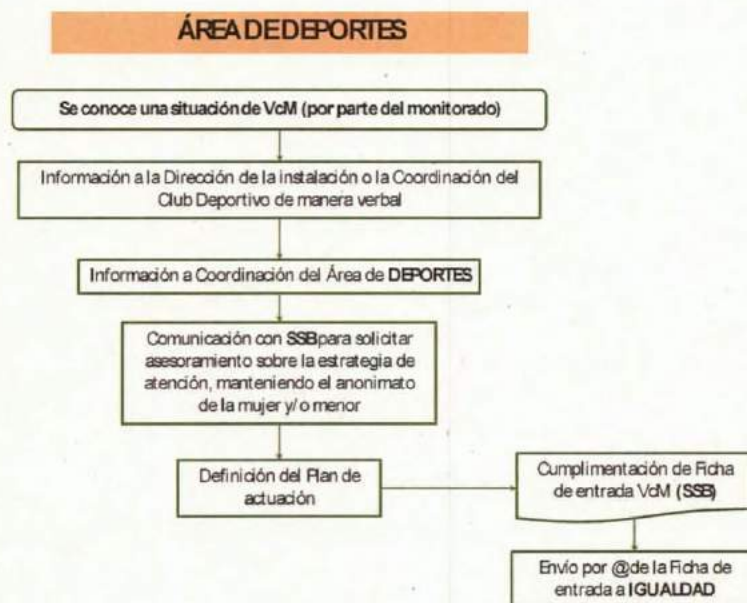 ÁREA DE DEPORTES
Se conoce una situación de VcM (por parte del monitorado)
Información a la Dirección de la instalación o la Coordinación del
Club Deportivo de manera verbal
Información a Coordinación del Área de DEPORTES
Comunicación con SSB para solicitar
asesoramiento sobre la estrategia de
atención, manteniendo el anonimato
de la mujer y/o menor
Definición del Plan de
actuación
Cumplimentación de Ficha
de entrada VcM (SSB)
Envío por @ de la Ficha de
entrada a IGUALDAD